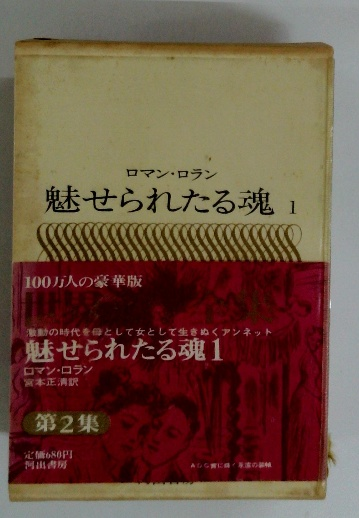 ロマン・ロラン
魅せられたる魂 1
100万人の豪華版
激動の時代を母として女として生きぬくアンネット
魅せられたる魂1
ロマン・ロラン
宮本正清訳
第2集
定価680円
河出書房